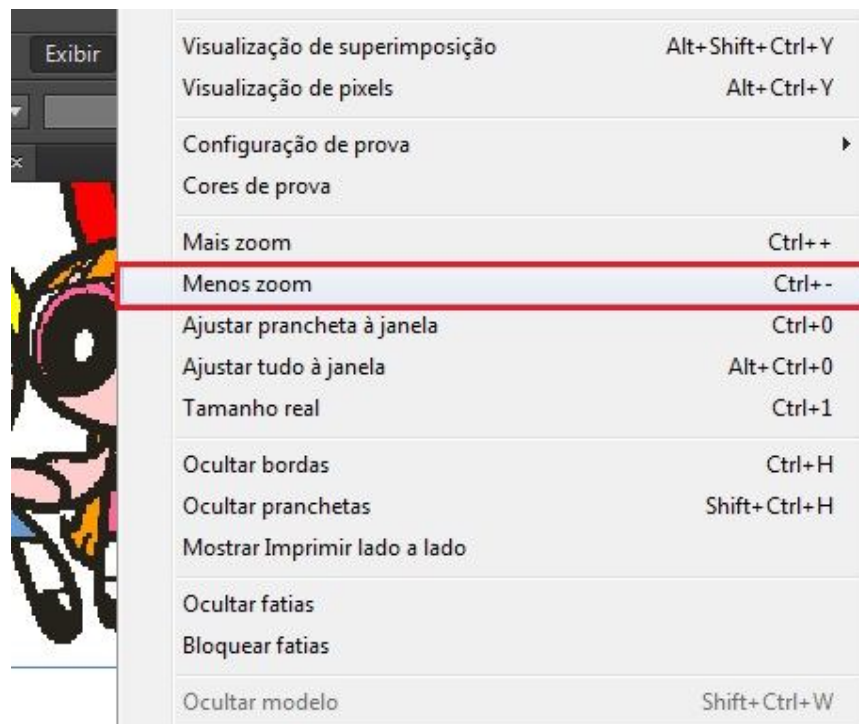 Exibir
Visualização de superimposição Alt+Shift+Ctrl+Y
Visualização de pixels Alt+Ctrl+Y
Configuração de prova
Cores de prova
Mais zoom Ctrl++
Menos zoom Ctrl+-
Ajustar prancheta à janela Ctrl+0
Ajustar tudo à janela Alt+Ctrl+0
Tamanho real Ctrl+1
Ocultar bordas Ctrl+H
Ocultar pranchetas Shift+Ctrl+H
Mostrar Imprimir lado a lado
Ocultar fatias
Bloquear fatias
Ocultar modelo Shift+Ctrl+W